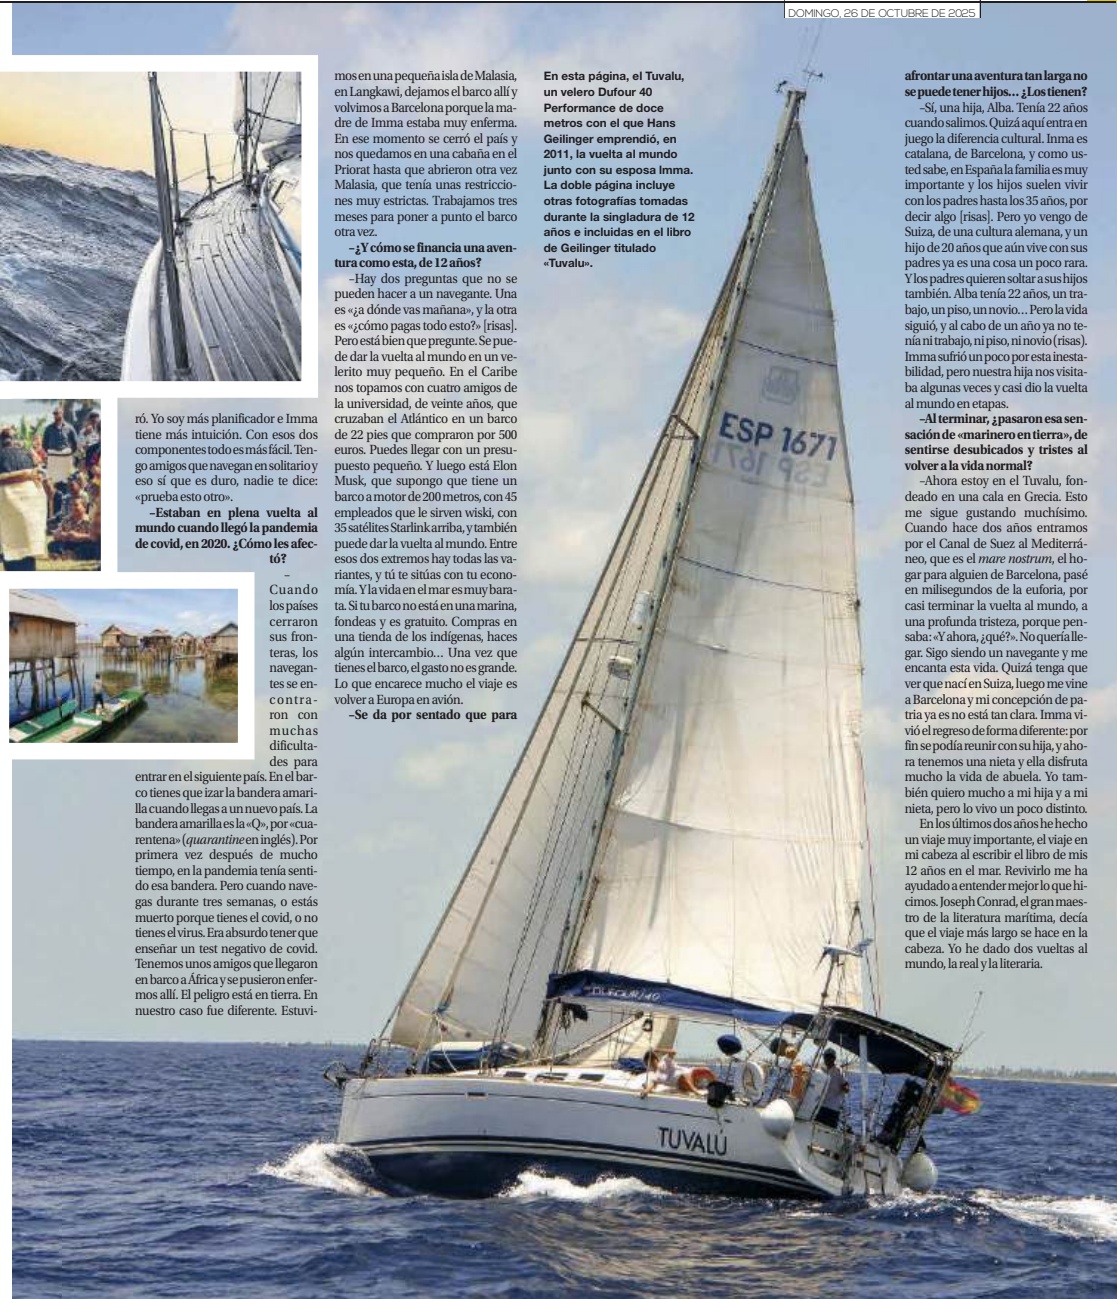 DOMINGO, 26 DE OCTUBRE DE 2025
ró. Yo soy más planificador e Imma
tiene más intuición. Con esos dos
componentes todo es más fácil. Ten-
go amigos que navegan en solitario y
eso sí que es duro, nadie te dice:
«prueba esto otro».
–Estaban en plena vuelta al
mundo cuando llegó la pandemia
de covid, en 2020. ¿Cómo les afec-
tó?
–
Cuando
los países
cerraron
sus fron-
teras, los
navegan-
tes se en-
contra-
ron con
muchas
dificulta-
des para
entrar en el siguiente país. En el bar-
co tienes que izar la bandera amari-
lla cuando llegas a un nuevo país. La
bandera amarilla es la «Q», por «cua-
rentena» (quarantine en inglés). Por
primera vez después de mucho
tiempo, en la pandemia tenía senti-
do esa bandera. Pero cuando nave-
gas durante tres semanas, o estás
muerto porque tienes el covid, o no
tienes el virus. Era absurdo tener que
enseñar un test negativo de covid.
Tenemos unos amigos que llegaron
en barco a África y se pusieron enfer-
mos allí. El peligro está en tierra. En
nuestro caso fue diferente. Estuvi-
mos en una pequeña isla de Malasia,
en Langkawi, dejamos el barco allí y
volvimos a Barcelona porque la ma-
dre de Imma estaba muy enferma.
En ese momento se cerró el país y
nos quedamos en una cabaña en el
Priorat hasta que abrieron otra vez
Malasia, que tenía unas restriccio-
nes muy estrictas. Trabajamos tres
meses para poner a punto el barco
otra vez.
–¿Y cómo se financia una aven-
tura como esta, de 12 años?
–Hay dos preguntas que no se
pueden hacer a un navegante. Una
es «¿a dónde vas mañana», y la otra
es «¿cómo pagas todo esto?» [risas].
Pero está bien que pregunte. Se pue-
de dar la vuelta al mundo en un ve-
lerito muy pequeño. En el Caribe
nos topamos con cuatro amigos de
la universidad, de veinte años, que
cruzaban el Atlántico en un barco
de 22 pies que compraron por 500
euros. Puedes llegar con un presu-
puesto pequeño. Y luego está Elon
Musk, que supongo que tiene un
barco a motor de 200 metros, con 45
empleados que le sirven wiski, con
35 satélites Starlink arriba, y también
puede dar la vuelta al mundo. Entre
esos dos extremos hay todas las va-
riantes, y tú te sitúas con tu econo-
mía. Y la vida en el mar es muy bara-
ta. Si tu barco no está en una marina,
fondeas y es gratuito. Compras en
una tienda de los indígenas, haces
algún intercambio... Una vez que
tienes el barco, el gasto no es grande.
Lo que encarece mucho el viaje es
volver a Europa en avión.
–Se da por sentado que para
En esta página, el Tuvalu,
un velero Dufour 40
Performance de doce
metros con el que Hans
Geilinger emprendió, en
2011, la vuelta al mundo
junto con su esposa Imma.
La doble página incluye
otras fotografías tomadas
durante la singladura de 12
años e incluidas en el libro
de Geilinger titulado
«Tuvalu».
afrontar una aventura tan larga no
se puede tener hijos... ¿Los tienen?
–Sí, una hija, Alba. Tenía 22 años
cuando salimos. Quizá aquí entra en
juego la diferencia cultural. Inma es
catalana, de Barcelona, y como us-
ted sabe, en España la familia es muy
importante y los hijos suelen vivir
con los padres hasta los 35 años, por
decir algo [risas]. Pero yo vengo de
Suiza, de una cultura alemana, y un
hijo de 20 años que aún vive con sus
padres ya es una cosa un poco rara.
Y los padres quieren soltar a sus hijos
también. Alba tenía 22 años, un tra-
bajo, un piso, un novio... Pero la vida
siguió, y al cabo de un año ya no te-
nía ni trabajo, ni piso, ni novio (risas).
Imma sufrió un poco por esta inesta-
bilidad, pero nuestra hija nos visita-
ba algunas veces y casi dio la vuelta
al mundo en etapas.
–Al terminar, ¿pasaron esa sen-
sación de «marinero en tierra», de
sentirse desubicados y tristes al
volver a la vida normal?
–Ahora estoy en el Tuvalu, fon-
deado en una cala en Grecia. Esto
me sigue gustando muchísimo.
Cuando hace dos años entramos
por el Canal de Suez al Mediterrá-
neo, que es el mare nostrum, el ho-
gar para alguien de Barcelona, pasé
en milisegundos de la euforia, por
casi terminar la vuelta al mundo, a
una profunda tristeza, porque pen-
saba: «Y ahora, ¿qué?». No quería lle-
gar. Sigo siendo un navegante y me
encanta esta vida. Quizá tenga que
ver que nací en Suiza, luego me vine
a Barcelona y mi concepción de pa-
tria ya es no está tan clara. Imma vi-
vió el regreso de forma diferente: por
fin se podía reunir con su hija, y aho-
ra tenemos una nieta y ella disfruta
mucho la vida de abuela. Yo tam-
bién quiero mucho a mi hija y a mi
nieta, pero lo vivo un poco distinto.
En los últimos dos años he hecho
un viaje muy importante, el viaje en
mi cabeza al escribir el libro de mis
12 años en el mar. Revivirlo me ha
ayudado a entender mejor lo que hi-
cimos. Joseph Conrad, el gran maes-
tro de la literatura marítima, decía
que el viaje más largo se hace en la
cabeza. Yo he dado dos vueltas al
mundo, la real y la literaria.
ESP 1671
ESP 1671
DUFOUR 40
TUVALÚ